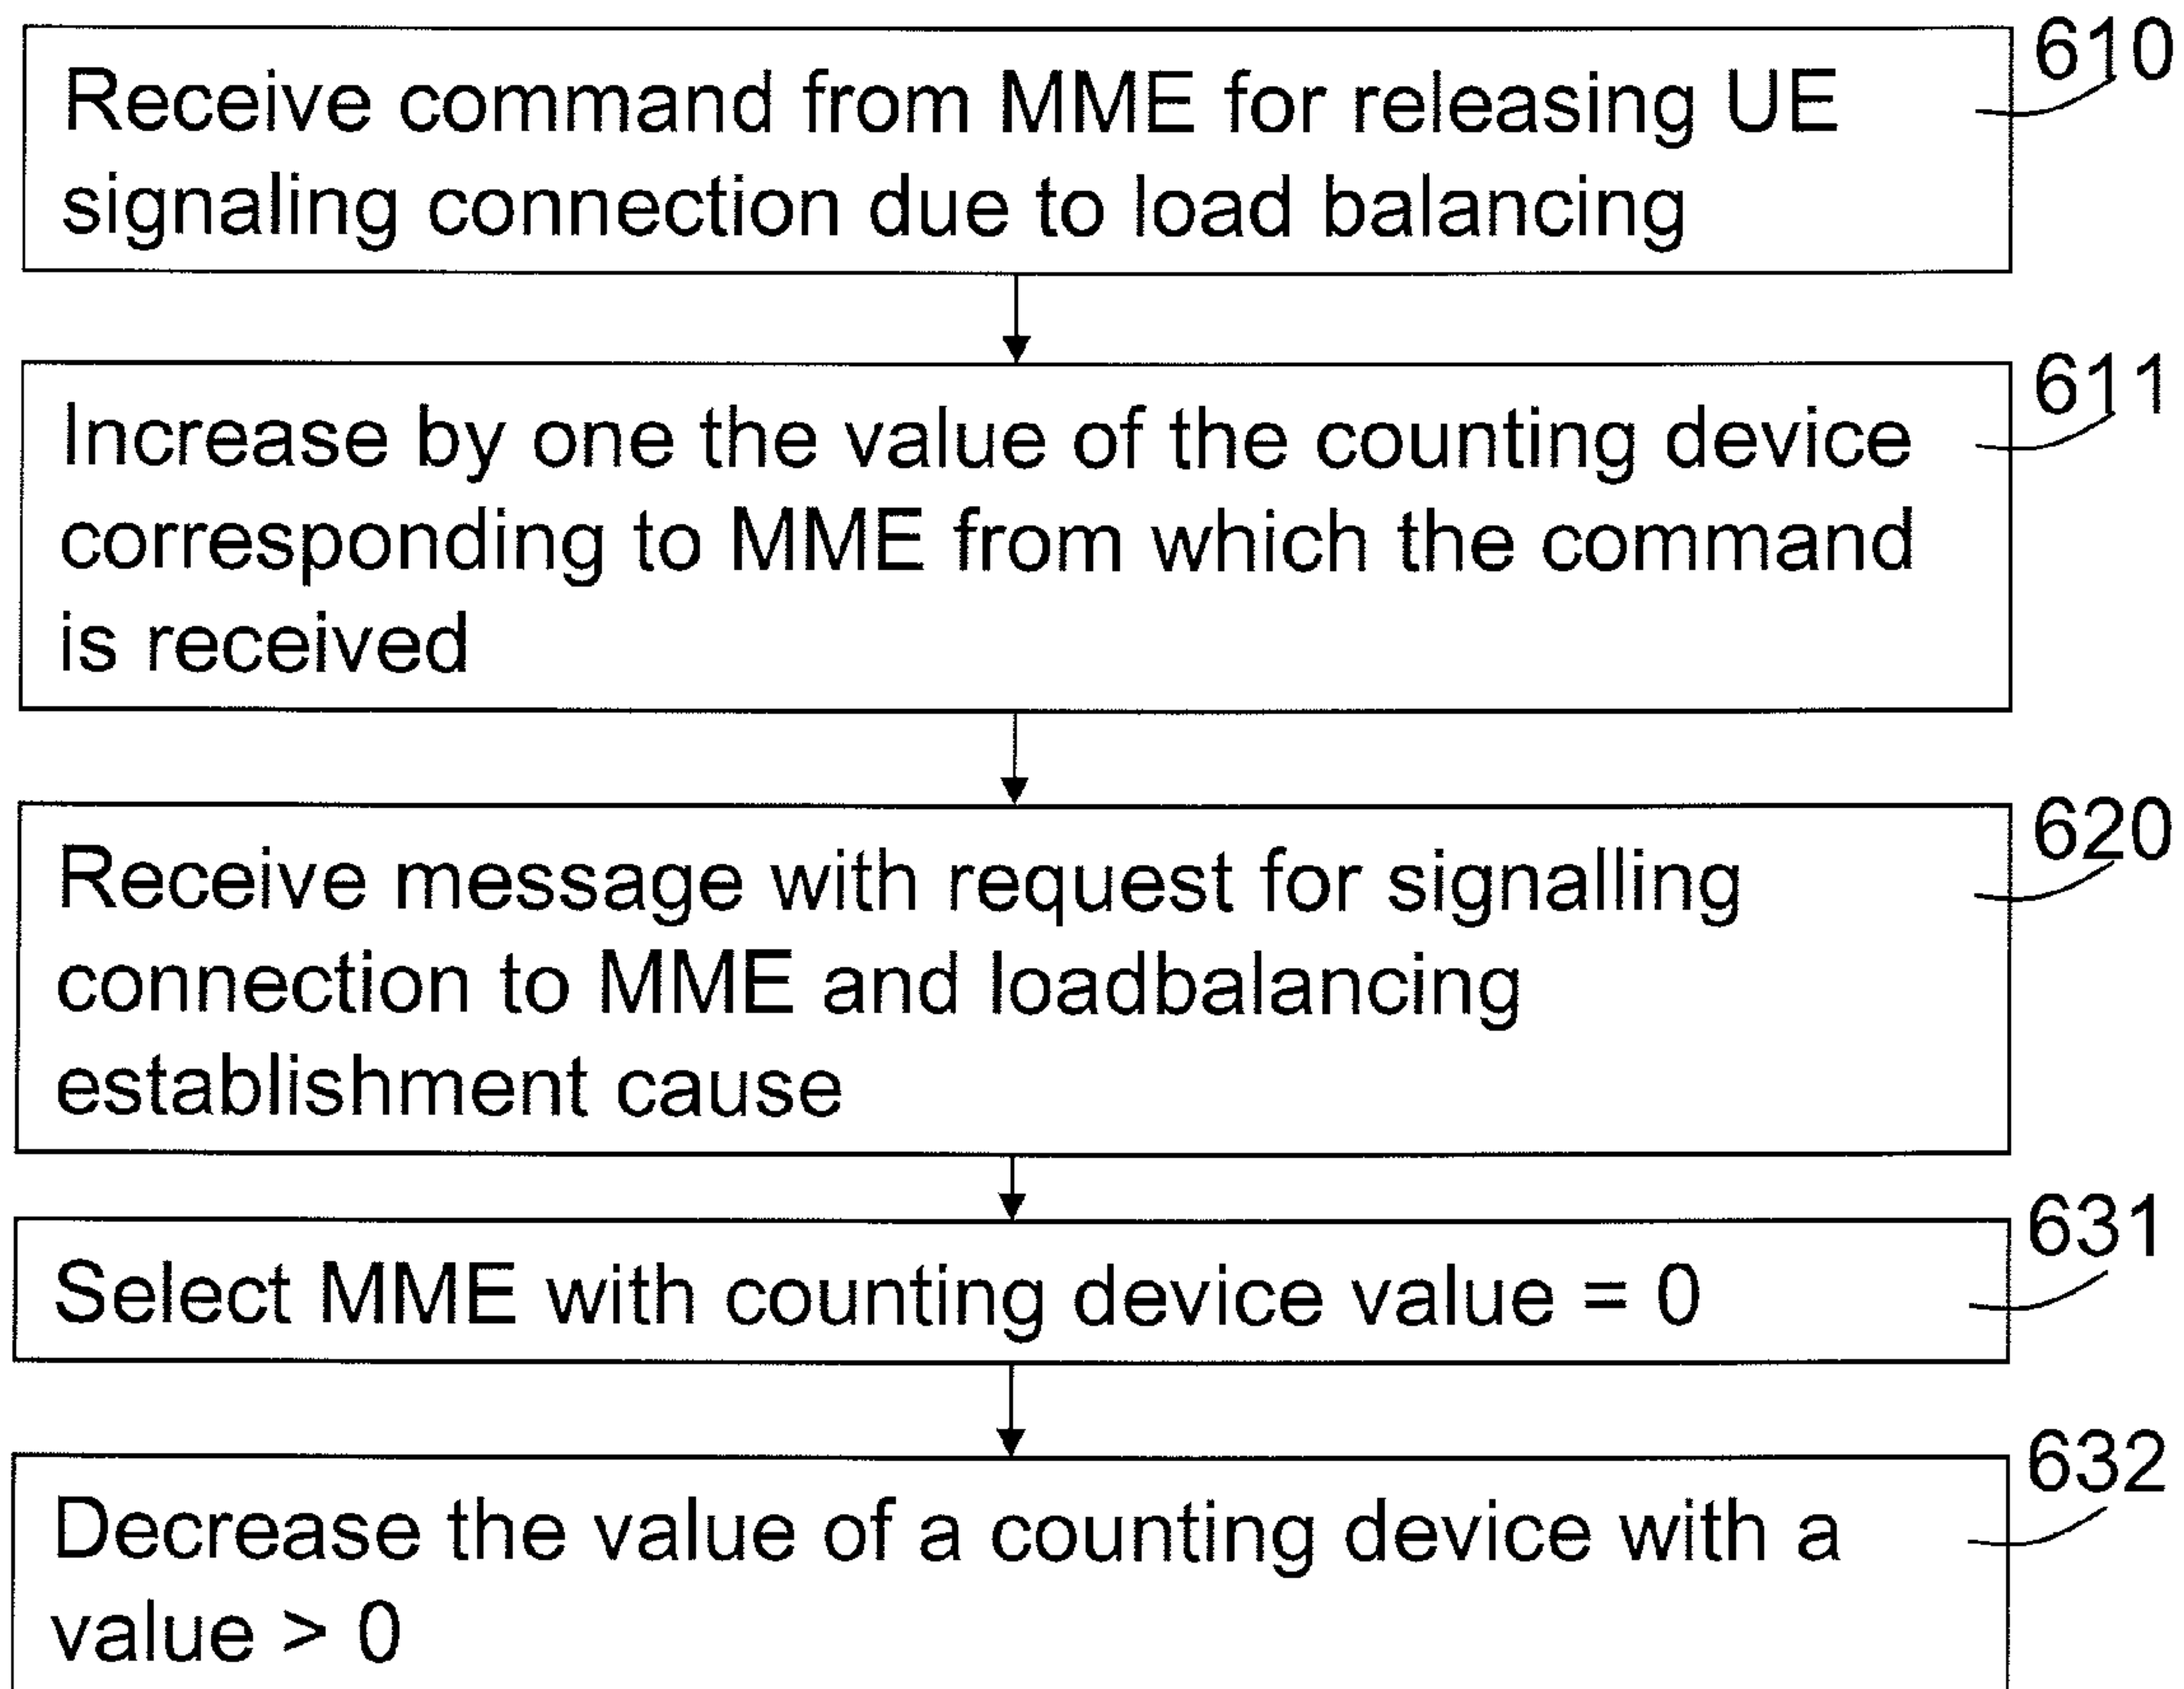 610
Receive command from MME for releasing UE
signaling connection due to load balancing
611
Increase by one the value of the counting device
corresponding to MME from which the command
is received
620
Receive message with request for signalling
connection to MME and loadbalancing
establishment cause
631
Select MME with counting device value = 0
632
Decrease the value of a counting device with a
value > 0